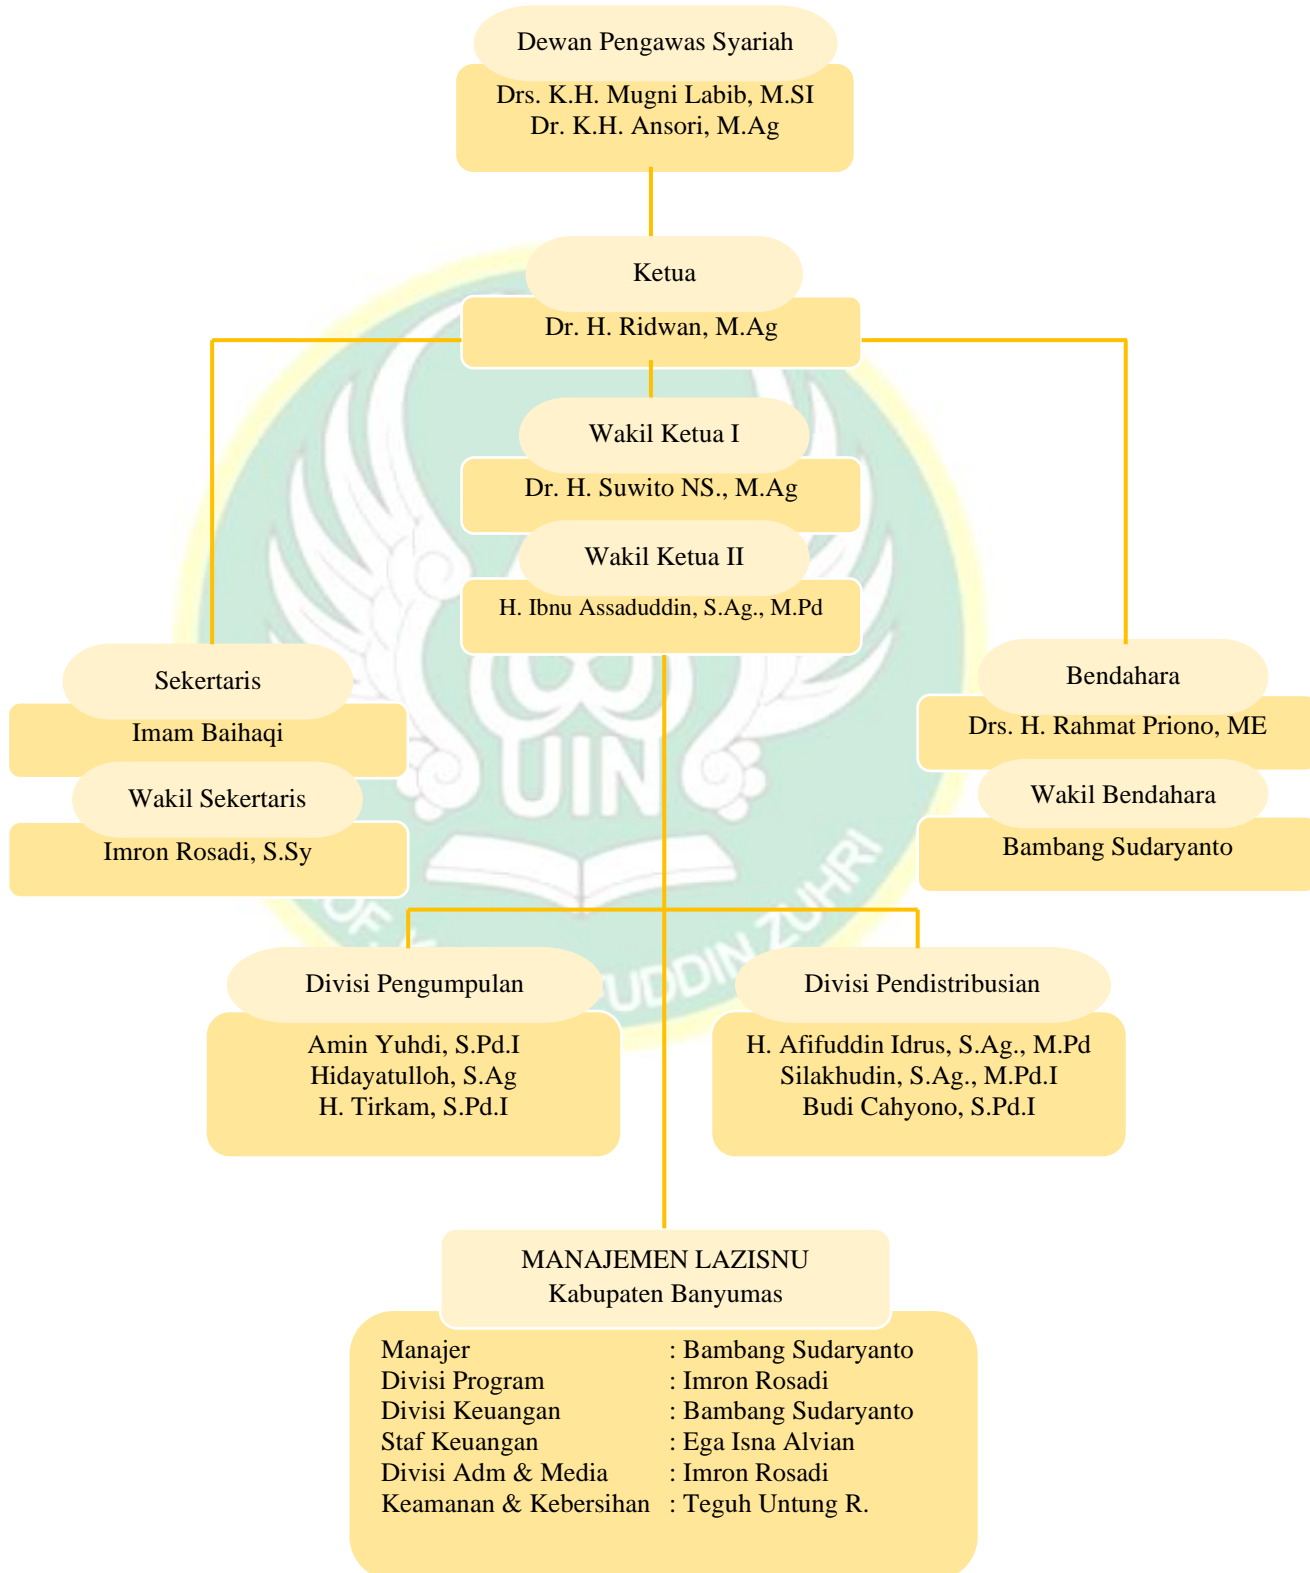 Dewan Pengawas Syariah
Drs. K.H. Mugni Labib, M.SI
Dr. K.H. Ansori, M.Ag
Ketua
Dr. H. Ridwan, M.Ag
Wakil Ketua I
Dr. H. Suwito NS., M.Ag
Wakil Ketua II
H. Ibnu Assaduddin, S.Ag., M.Pd
Sekertaris
Imam Baihaqi
Wakil Sekertaris
Imron Rosadi, S.Sy
Bendahara
Drs. H. Rahmat Priono, ME
Wakil Bendahara
Bambang Sudaryanto
UIN
UDDIN ZUHRI
Divisi Pengumpulan
Amin Yuhdi, S.Pd.I
Hidayatulloh, S.Ag
H. Tirkam, S.Pd.I
Divisi Pendistribusian
H. Afifuddin Idrus, S.Ag., M.Pd
Silakhudin, S.Ag., M.Pd.I
Budi Cahyono, S.Pd.I
MANAJEMEN LAZISNU
Kabupaten Banyumas
Manajer : Bambang Sudaryanto
Divisi Program : Imron Rosadi
Divisi Keuangan : Bambang Sudaryanto
Staf Keuangan : Ega Isna Alvian
Divisi Adm & Media : Imron Rosadi
Keamanan & Kebersihan : Teguh Untung R.